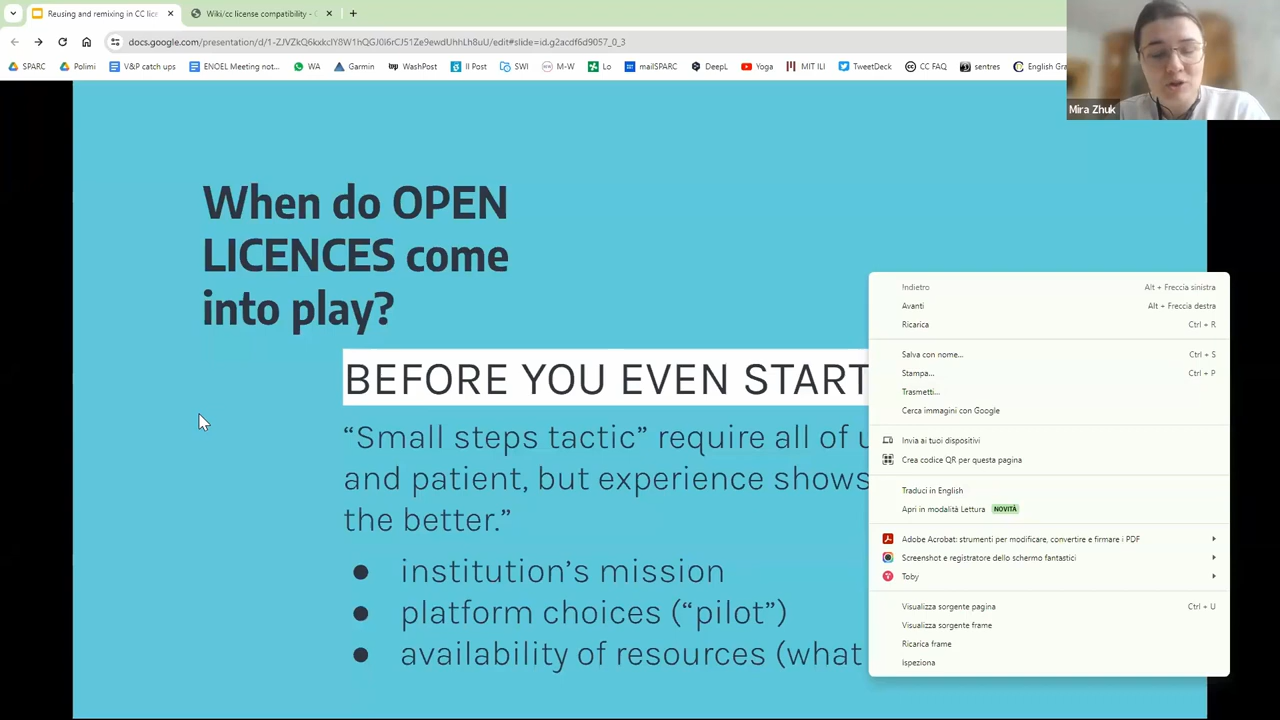 Reusing and remixing in CC lice
Wiki/cc license compatibility - C
docs.google.com/presentation/d/1-ZJVZkQ6kxkcIY8W1hQGJ0I6rCJ51Ze9ewdUhhLh8uU/edit#slide=id.g2acdf6d9057_0_3
SPARC
Polimi
V&P catch ups
ENOEL Meeting not...
WA
Garmin
WashPost
Il Post
SWI
M-W
Lo
mailSPARC
DeepL
Yoga
MIT ILI
TweetDeck
CC FAQ
sentres
English Gra
Mira Zhuk
When do OPEN
LICENCES come
into play?
BEFORE YOU EVEN START
“Small steps tactic” require all of u
and patient, but experience shows
the better.”
● institution’s mission
● platform choices (“pilot”)
● availability of resources (what
Indietro Alt + Freccia sinistra
Avanti Alt + Freccia destra
Ricarica Ctrl + R
Salva con nome... Ctrl + S
Stampa... Ctrl + P
Trasmetti...
Cerca immagini con Google
Invia ai tuoi dispositivi
Crea codice QR per questa pagina
Traduci in English
Apri in modalità Lettura NOVITÀ
Adobe Acrobat: strumenti per modificare, convertire e firmare i PDF
Screenshot e registratore dello schermo fantastici
Toby
Visualizza sorgente pagina Ctrl + U
Visualizza sorgente frame
Ricarica frame
Ispeziona